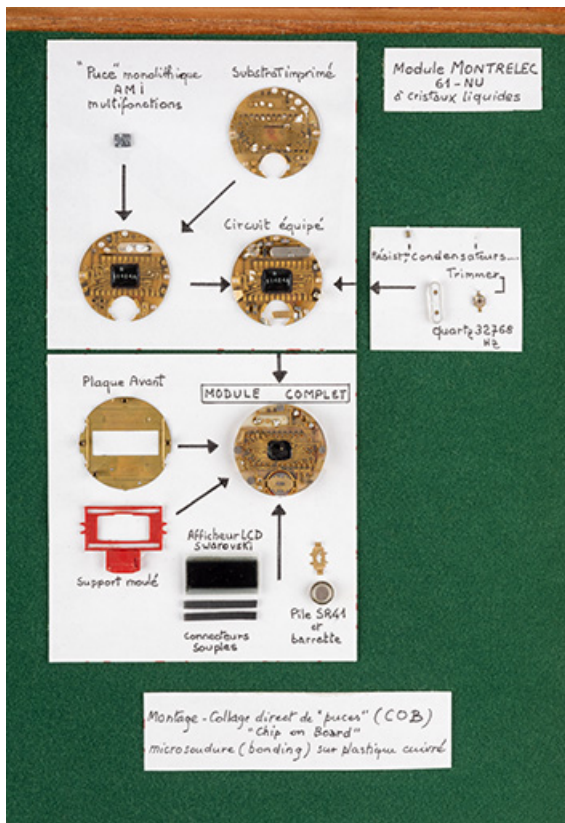 "Puce" monolithique
AMI
multifonctions
Substrat imprimé
Module MONTRELEC
61-NU
à cristaux liquides
Circuit équipé
Résist, Condensateurs....
Trimmer
quartz 32768
Hz
Plaque Avant
MODULE COMPLET
Support moulé
Afficheur LCD
SWAROVSKI
Connecteurs
Souples
Pile SR41
et
barrette
Montage - Collage direct de "puces" (COB)
"Chip on Board"
microsoudure (bonding) sur plastique cuivré